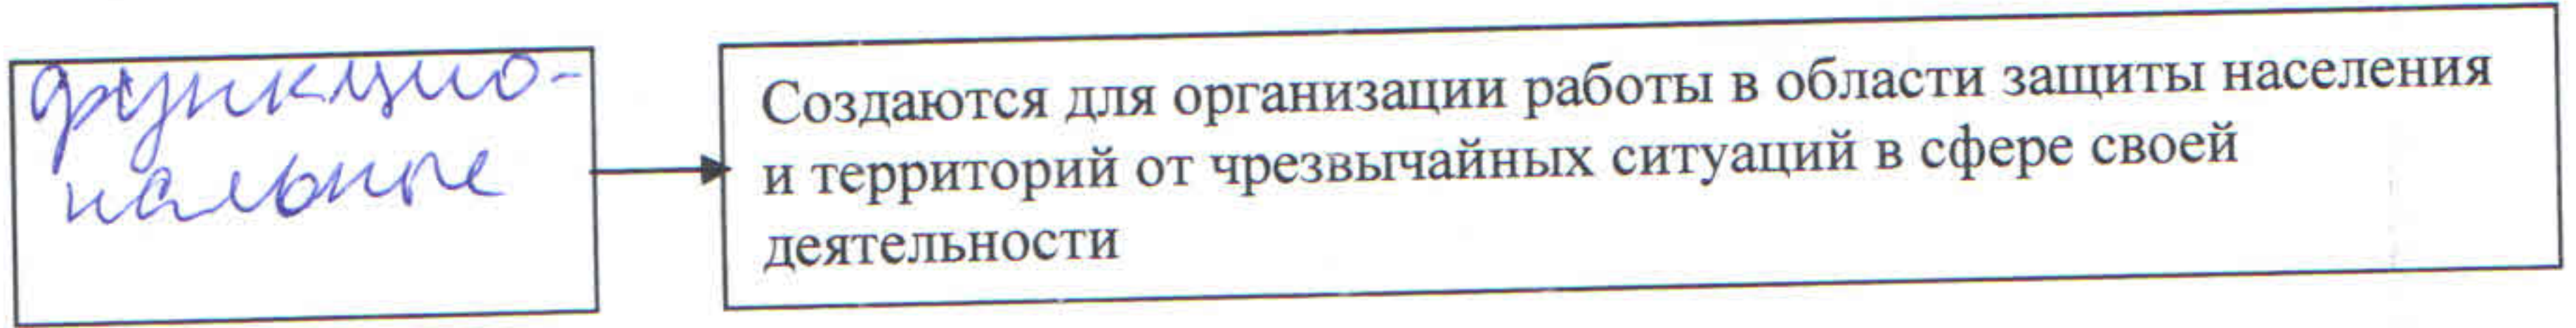 функцио-
нальные
Создаются для организации работы в области защиты населения
и территорий от чрезвычайных ситуаций в сфере своей
деятельности